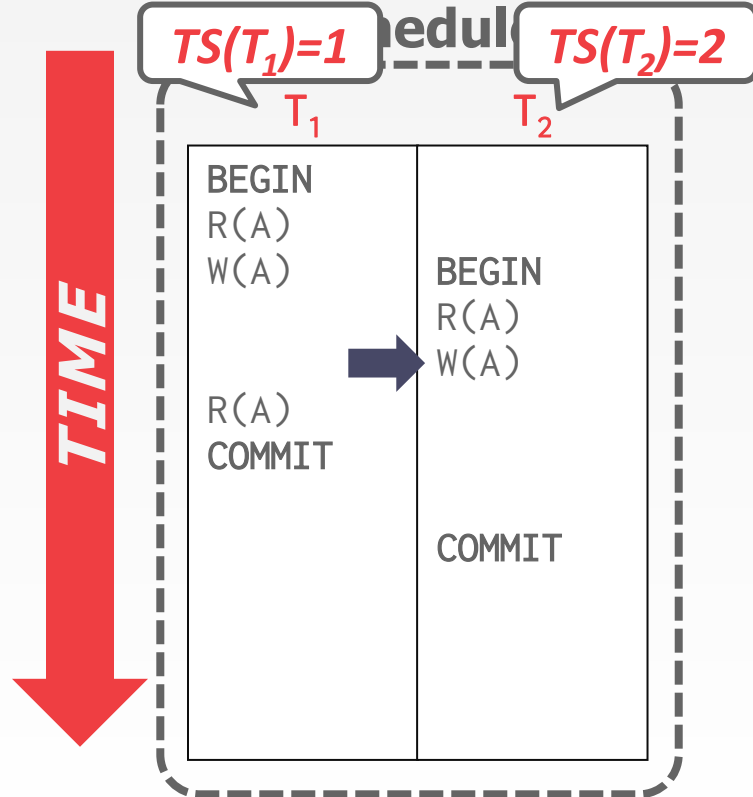 TS(T₁)=1
TS(T₂)=2
T₁
T₂
BEGIN
R(A)
W(A)
BEGIN
R(A)
W(A)
R(A)
COMMIT
COMMIT
TIME